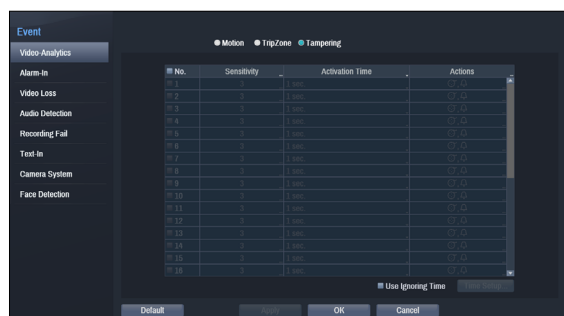 Event
Motion TripZone Tampering
Video-Analytics
Alarm-In
Video Loss
Audio Detection
Recording Fail
Text-In
Camera System
Face Detection
No. Sensitivity Activation Time Actions
1 3 1 sec.
2 3 1 sec.
3 3 1 sec.
4 3 1 sec.
5 3 1 sec.
6 3 1 sec.
7 3 1 sec.
8 3 1 sec.
9 3 1 sec.
10 3 1 sec.
11 3 1 sec.
12 3 1 sec.
13 3 1 sec.
14 3 1 sec.
15 3 1 sec.
16 3 1 sec.
Use Ignoring Time Time Setup...
Default Apply OK Cancel